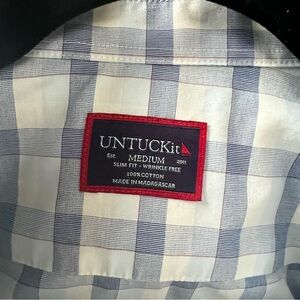 UNTUCKit
Est. MEDIUM 2011
SLIM FIT - WRINKLE FREE
100% COTTON
MADE IN MADAGASCAR